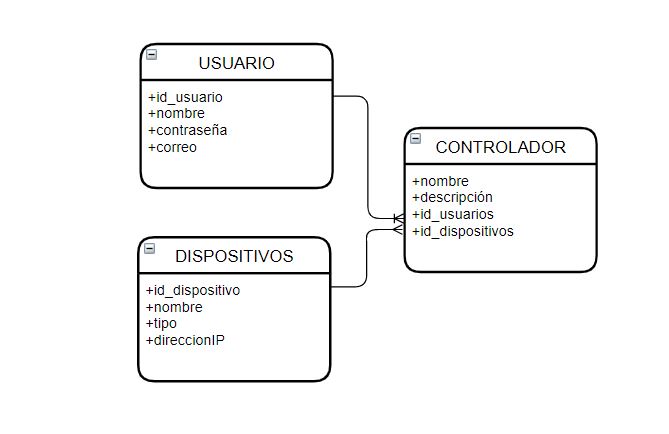 USUARIO
+id_usuario
+nombre
+contraseña
+correo
CONTROLADOR
+nombre
+descripción
+id_usuarios
+id_dispositivos
DISPOSITIVOS
+id_dispositivo
+nombre
+tipo
+direccionIP